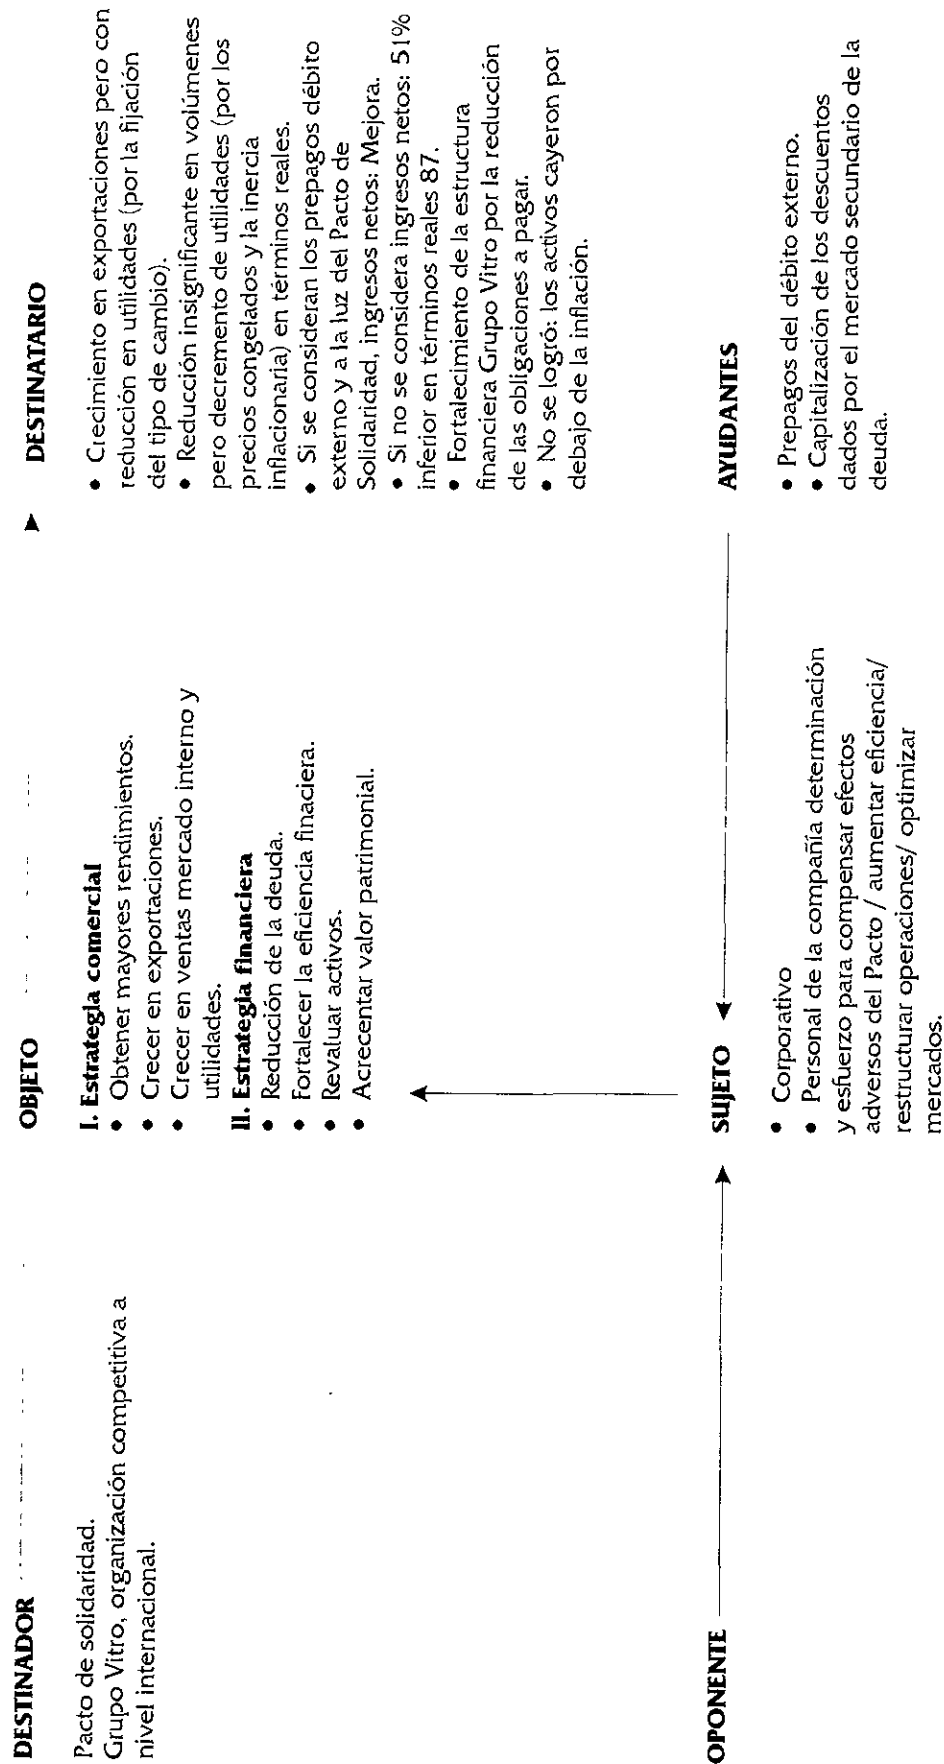 DESTINADOR
Pacto de solidaridad.
Grupo Vitro, organización competitiva a
nivel internacional.
OBJETO
I. Estrategia comercial
• Obtener mayores rendimientos.
• Crecer en exportaciones.
• Crecer en ventas mercado interno y
utilidades.
II. Estrategia financiera
• Reducción de la deuda.
• Fortalecer la eficiencia finaciera.
• Revaluar activos.
• Acrecentar valor patrimonial.
DESTINATARIO
• Crecimiento en exportaciones pero con
reducción en utilidades (por la fijación
del tipo de cambio).
• Reducción insignificante en volúmenes
pero decremento de utilidades (por los
precios congelados y la inercia
inflacionaria) en términos reales.
• Si se consideran los prepagos débito
externo y a la luz del Pacto de
Solidaridad, ingresos netos: Mejora.
• Si no se considera ingresos netos: 51%
inferior en términos reales 87.
• Fortalecimiento de la estructura
financiera Grupo Vitro por la reducción
de las obligaciones a pagar.
• No se logró: los activos cayeron por
debajo de la inflación.
OPONENTE
SUJETO
• Corporativo
• Personal de la compañía determinación
y esfuerzo para compensar efectos
adversos del Pacto / aumentar eficiencia/
restructurar operaciones/ optimizar
mercados.
AYUDANTES
• Prepagos del débito externo.
• Capitalización de los descuentos
dados por el mercado secundario de la
deuda.